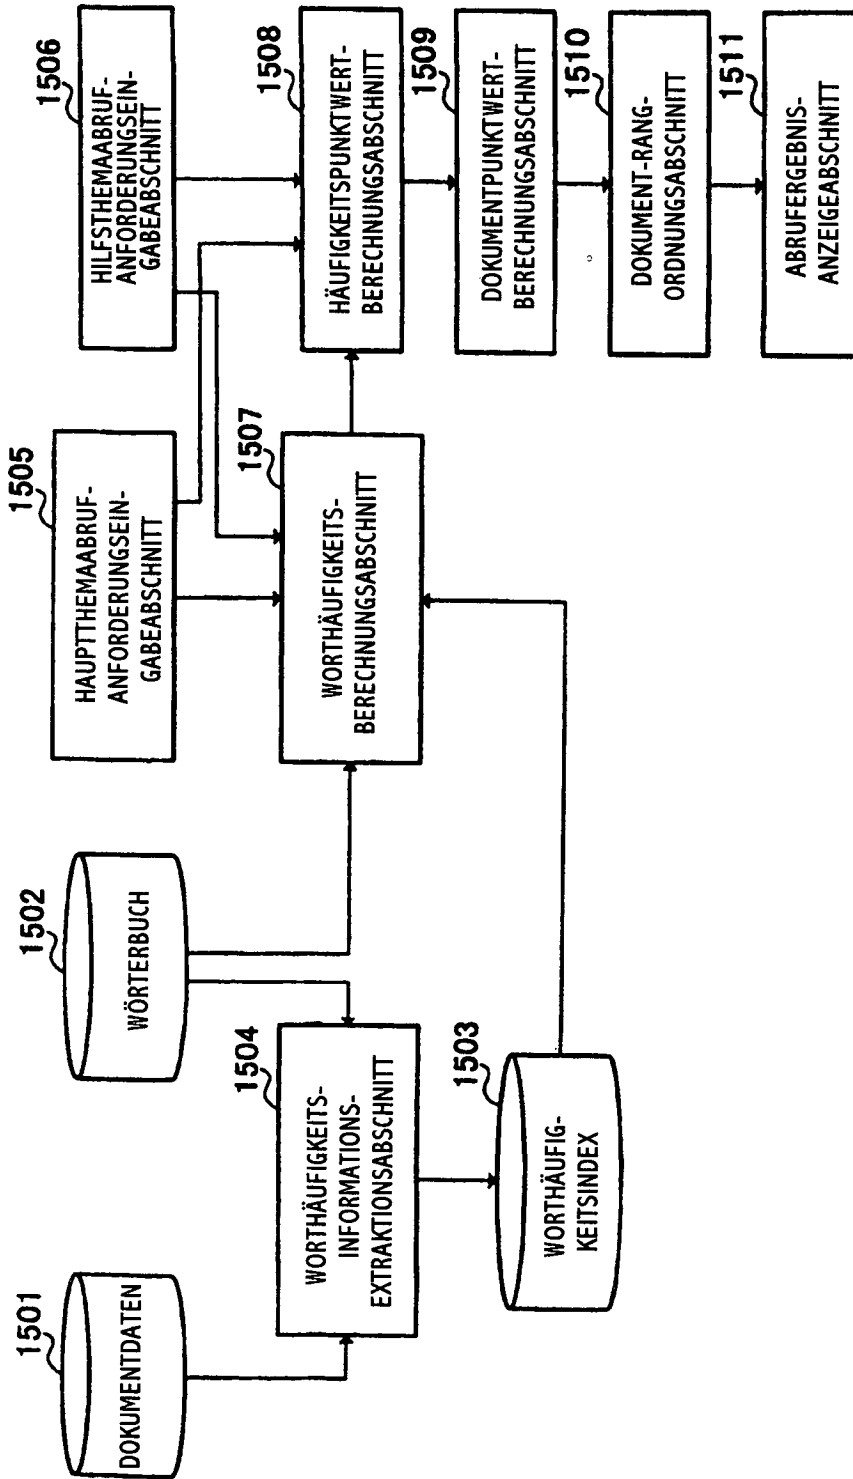 1501
DOKUMENTDATEN
1502
WÖRTERBUCH
1505
HAUPTTHEMAABRUF-
ANFORDERUNGSEIN-
GABEABSCHNITT
1506
HILFSTHEMAABRUF-
ANFORDERUNGSEIN-
GABEABSCHNITT
1504
WORTHÄUFIGKEITS-
INFORMATIONS-
EXTRAKTIONSABSCHNITT
1507
WORTHÄUFIGKEITS-
BERECHNUNGSABSCHNITT
1508
HÄUFIGKEITSPUNKTWERT-
BERECHNUNGSABSCHNITT
1503
WORTHÄUFIG-
KEITSINDEX
1509
DOKUMENTPUNKTWERT-
BERECHNUNGSABSCHNITT
1510
DOKUMENT-RANG-
ORDNUNGSABSCHNITT
1511
ABRUFERGEBNIS-
ANZEIGEABSCHNITT